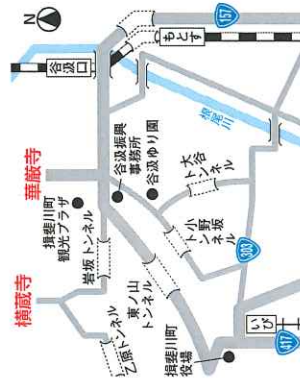 N
157
もとす
谷汲口
根尾川
華厳寺
谷汲振興
事務所
谷汲ゆり園
大谷
トンネル
揖斐川町
観光プラザ
岩坂トンネル
小野坂
トンネル
303
横蔵寺
東ノ山
トンネル
乙原トンネル
いび
417
揖斐川町
役場